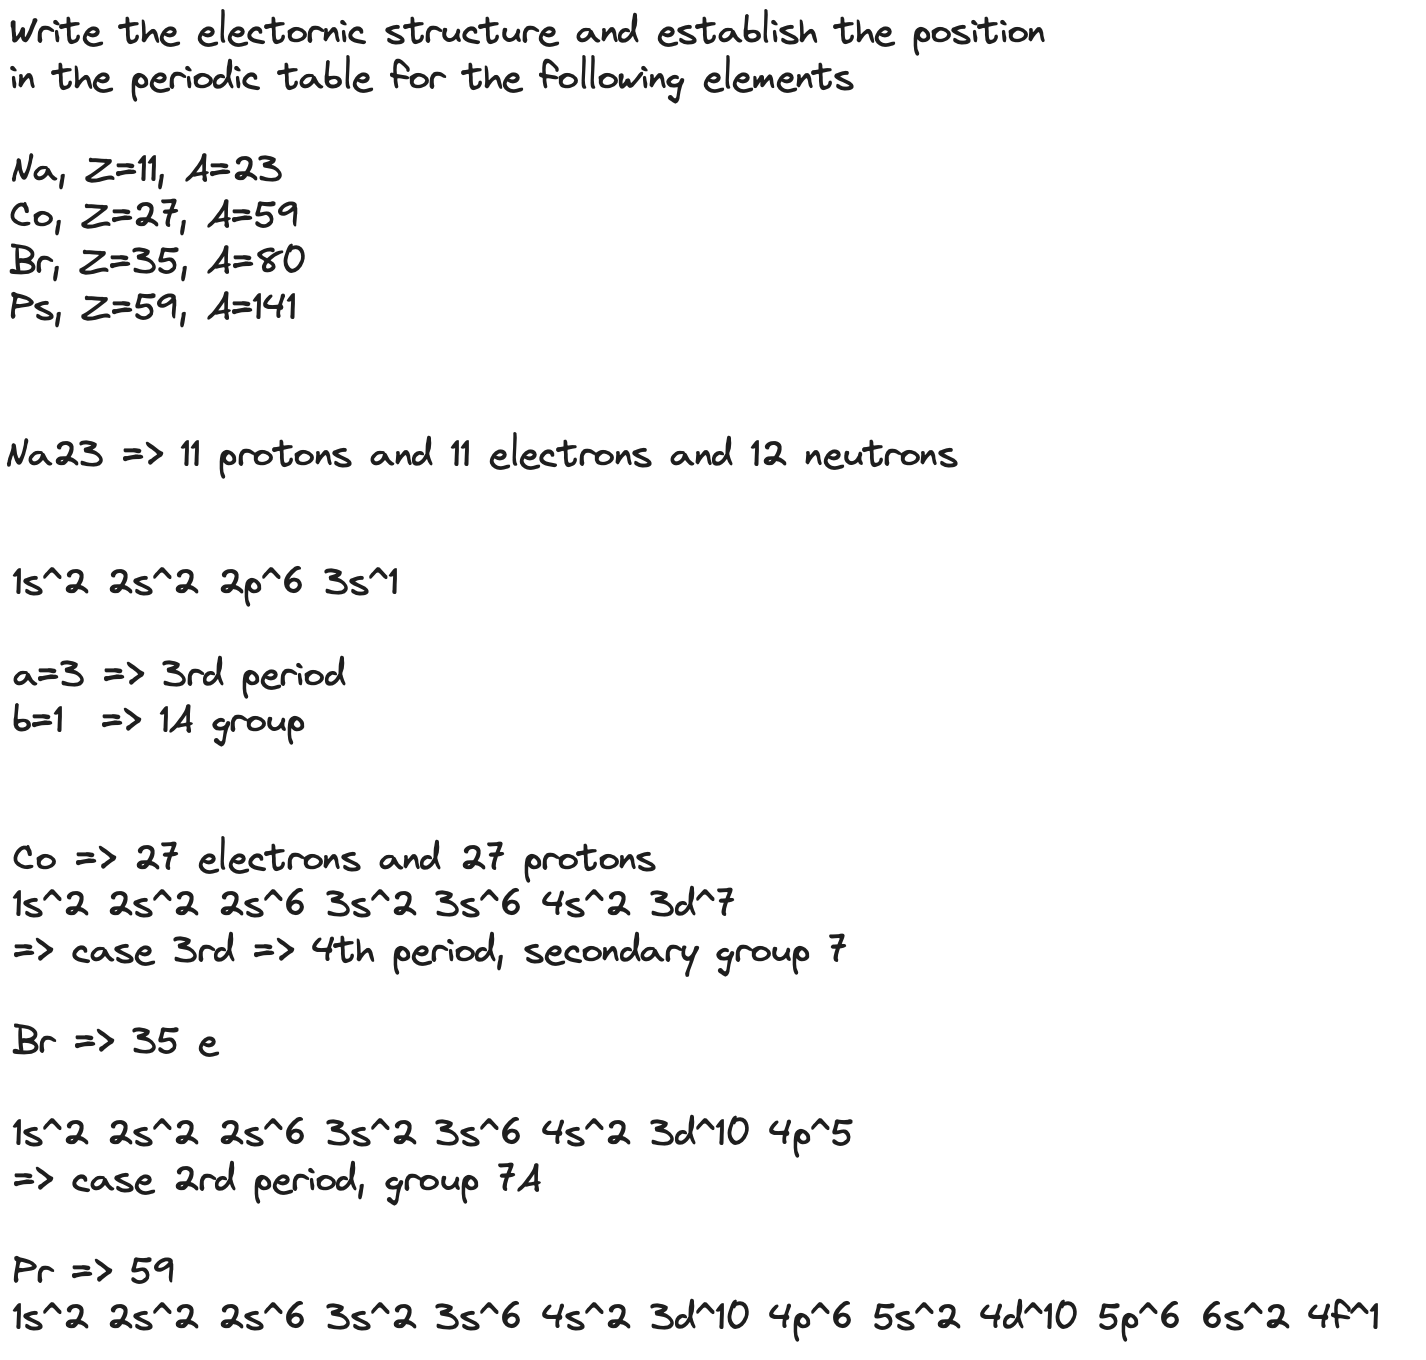 Write the electornic structure and establish the position
in the periodic table for the following elements
Na, Z=11, A=23
Co, Z=27, A=59
Br, Z=35, A=80
Ps, Z=59, A=141
Na23 => 11 protons and 11 electrons and 12 neutrons
1s^2 2s^2 2p^6 3s^1
a=3 => 3rd period
b=1 => 1A group
Co => 27 electrons and 27 protons
1s^2 2s^2 2s^6 3s^2 3s^6 4s^2 3d^7
=> case 3rd => 4th period, secondary group 7
Br => 35 e
1s^2 2s^2 2s^6 3s^2 3s^6 4s^2 3d^10 4p^5
=> case 2rd period, group 7A
Pr => 59
1s^2 2s^2 2s^6 3s^2 3s^6 4s^2 3d^10 4p^6 5s^2 4d^10 5p^6 6s^2 4f^1